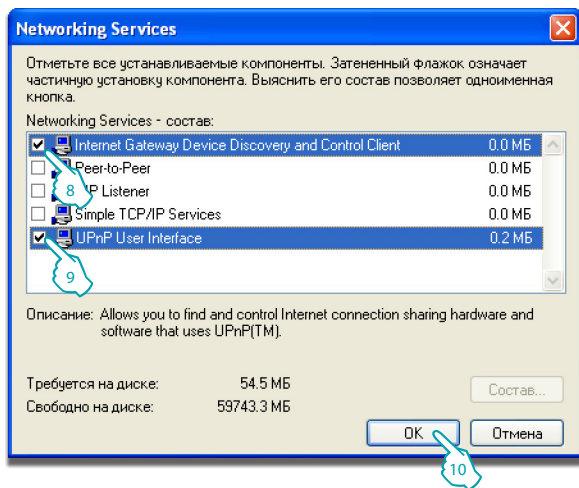 Networking Services
Отметьте все устанавливаемые компоненты. Затененный флажок означает
частичную установку компонента. Выяснить его состав позволяет одноименная
кнопка.
Networking Services - состав:
Internet Gateway Device Discovery and Control Client 0.0 МБ
Peer-to-Peer 0.0 МБ
8 Listener 0.0 МБ
Simple TCP/IP Services 0.0 МБ
UPnP User Interface 0.2 МБ
9
Описание: Allows you to find and control Internet connection sharing hardware and
software that uses UPnP(TM).
Требуется на диске: 54.5 МБ
Свободно на диске: 59743.3 МБ
Состав...
OK
Отмена
10